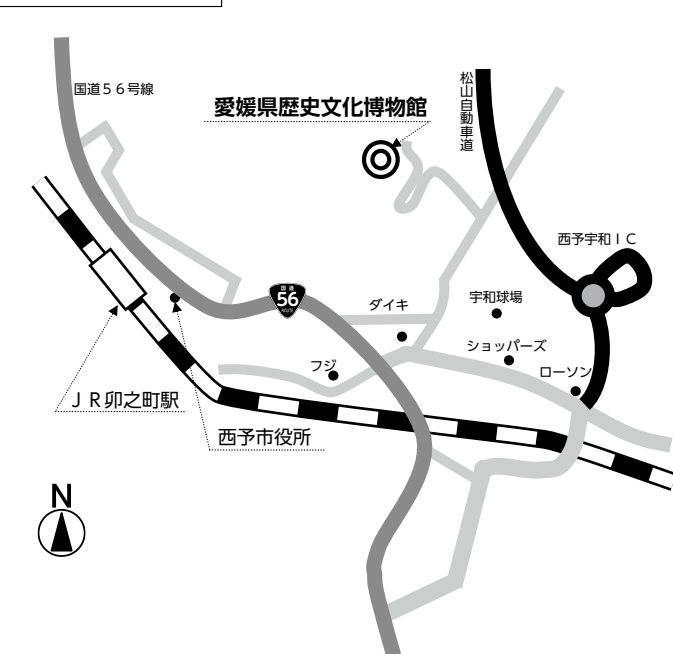 国道５６号線
愛媛県歴史文化博物館
松山自動車道
西予宇和ＩＣ
国道
56
ROUTE
ダイキ
宇和球場
ショッパーズ
フジ
ローソン
ＪＲ卯之町駅
西予市役所
N